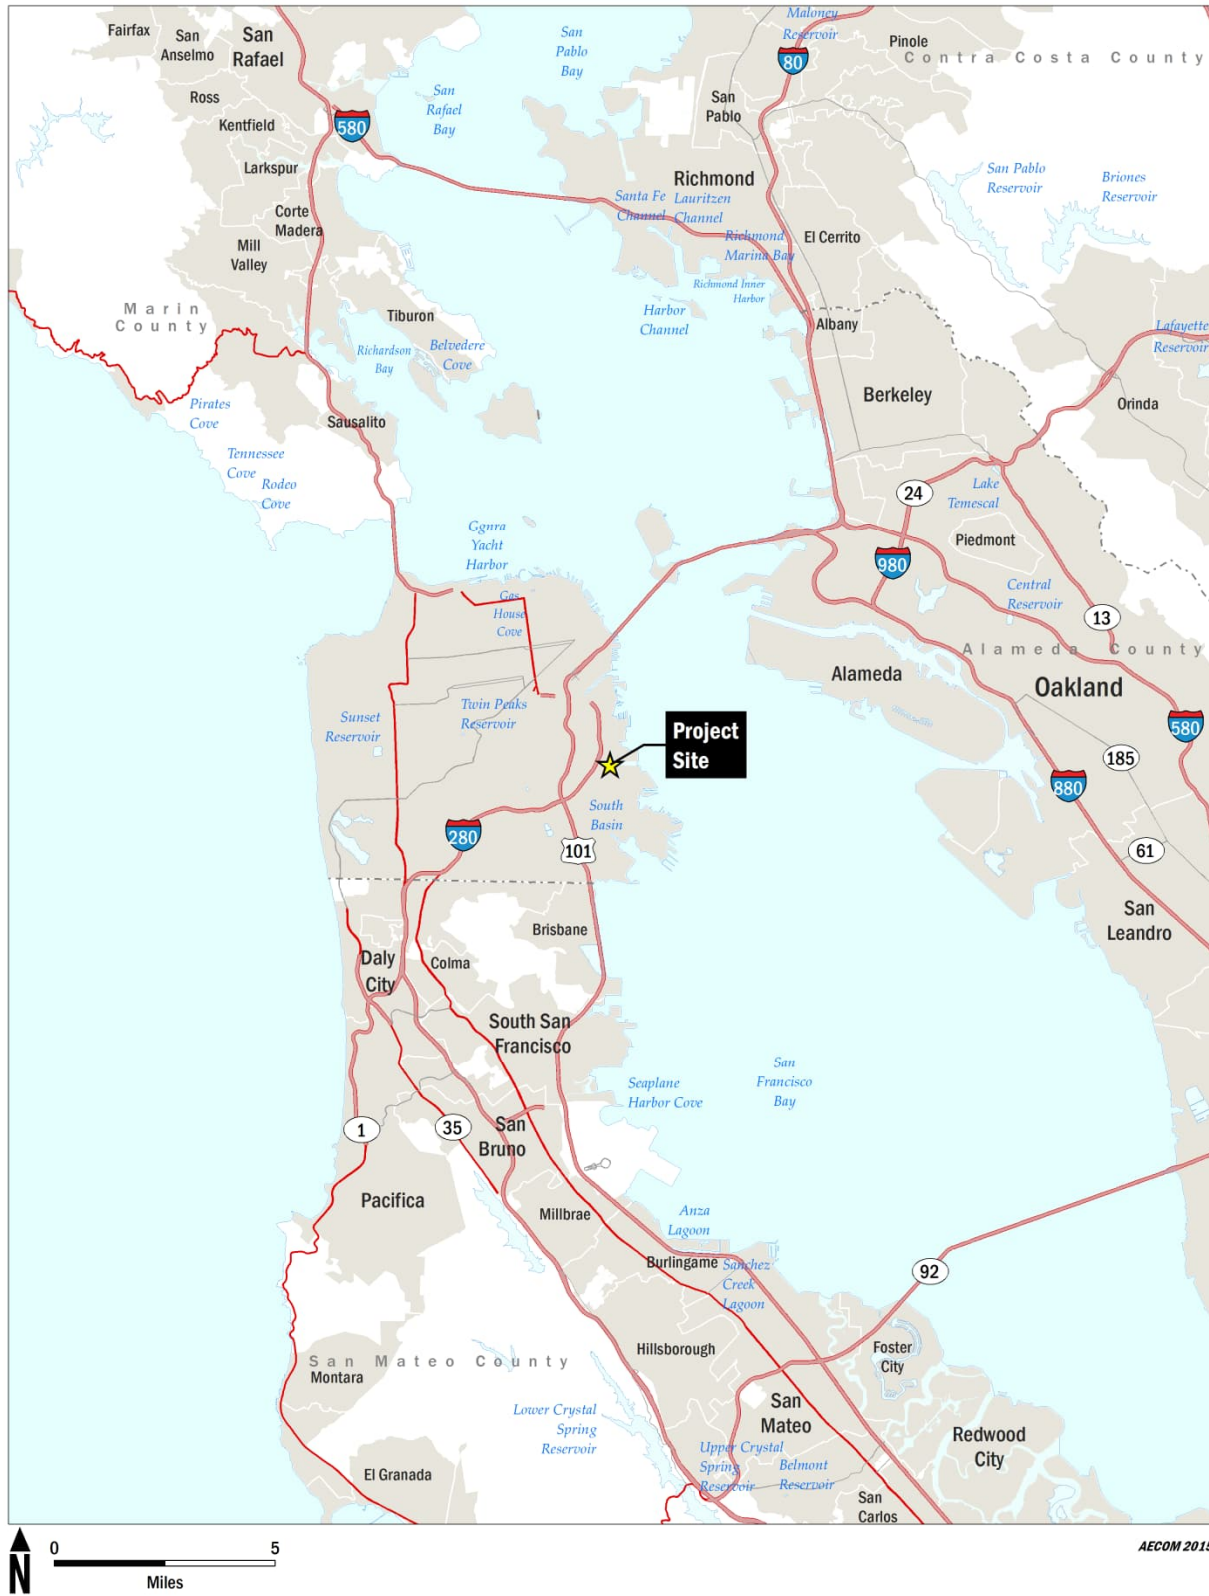 Fairfax
San
Anselmo
San
Rafael
Ross
Kentfield
Larkspur
Corte
Madera
Mill
Valley
580
San
Rafael
Bay
San
Pablo
Bay
Maloney
Reservoir
80
Pinole
Contra Costa County
San
Pablo
Richmond
Santa Fe
Channel
Lauritzen
Channel
Richmond
Marina Bay
El Cerrito
San Pablo
Reservoir
Briones
Reservoir
Richmond Inner
Harbor
Harbor
Channel
Albany
Lafayette
Reservoir
Marin
County
Tiburon
Richardson
Bay
Belvedere
Cove
Berkeley
Orinda
Pirates
Cove
Sausalito
Tennessee
Cove
Rodeo
Cove
Ggnra
Yacht
Harbor
24
Lake
Temescal
Piedmont
980
Central
Reservoir
Gas
House
Cove
13
Alameda County
Alameda
Oakland
Sunset
Reservoir
Twin Peaks
Reservoir
Project
Site
580
185
880
South
Basin
280
101
61
San
Leandro
Brisbane
Daly
City
Colma
South San
Francisco
Seaplane
Harbor Cove
San
Francisco
Bay
1
35
San
Bruno
Pacifica
Millbrae
Anza
Lagoon
Burlingame
Sanchez
Creek
Lagoon
92
Hillsborough
Foster
City
San Mateo County
Montara
San
Mateo
Lower Crystal
Spring
Reservoir
Upper Crystal
Spring
Reservoir
Belmont
Reservoir
Redwood
City
El Granada
San
Carlos
N
0 5
Miles
AECOM 2015